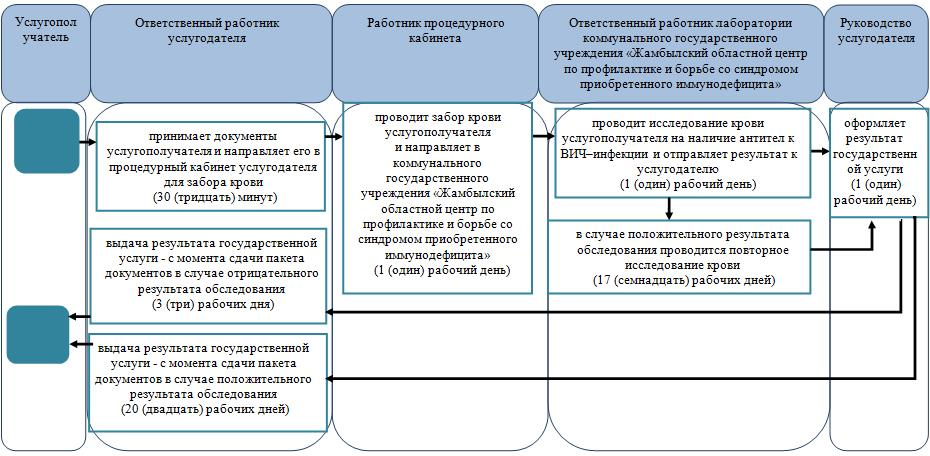 Услугопол
учатель
Ответственный работник
услугодателя
Работник процедурного
кабинета
Ответственный работник лаборатории
коммунального государственного
учреждения «Жамбылский областной центр
по профилактике и борьбе со синдромом
приобретенного иммунодефицита»
Руководство
услугодателя
принимает документы
услугополучателя и направляет его в
процедурный кабинет услугодателя
для забора крови
(30 (тридцать) минут)
проводит забор крови
услугополучателя
и направляет в
коммунального
государственного
учреждения «Жамбылский
областной центр по
профилактике и борьбе со
синдромом приобретенного
иммунодефицита»
(1 (один) рабочий день)
проводит исследование крови
услугополучателя на наличие антител к
ВИЧ–инфекции и отправляет результат к
услугодателю
(1 (один) рабочий день)
оформляет
результат
государственн
ой услуги
(1 (один)
рабочий день)
в случае положительного результата
обследования проводится повторное
исследование крови
(17 (семнадцать) рабочих дней)
выдача результата государственной
услуги - с момента сдачи пакета
документов в случае отрицательного
результата обследования
(3 (три) рабочих дня)
выдача результата государственной
услуги - с момента сдачи пакета
документов в случае положительного
результата обследования
(20 (двадцать) рабочих дней)